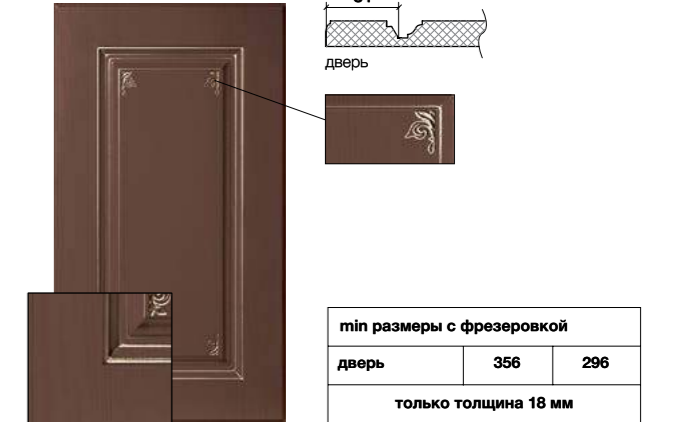 дверь
min размеры с фрезеровкой
дверь 356 296
только толщина 18 мм